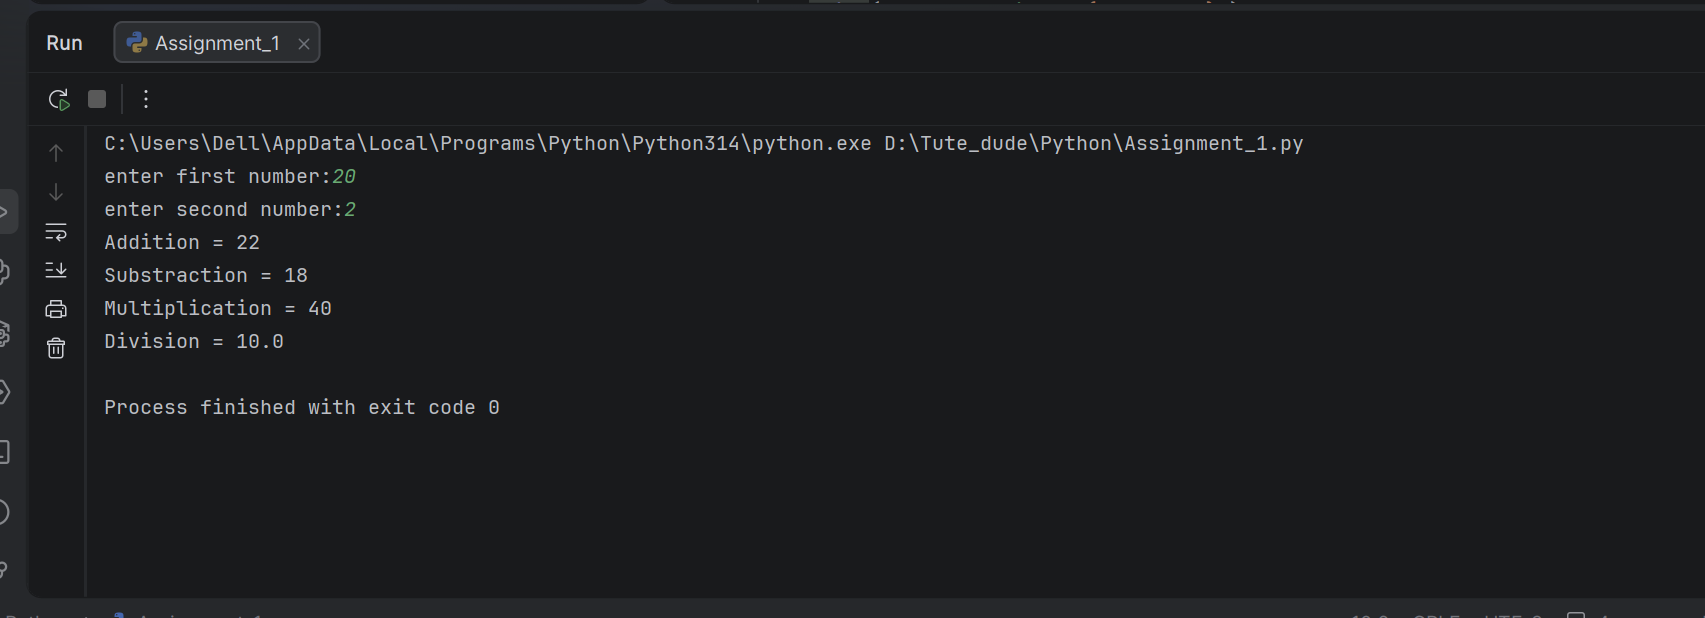 Run Assignment_1
C:\Users\Dell\AppData\Local\Programs\Python\Python314\python.exe D:\Tute_dude\Python\Assignment_1.py
enter first number:20
enter second number:2
Addition = 22
Substraction = 18
Multiplication = 40
Division = 10.0
Process finished with exit code 0